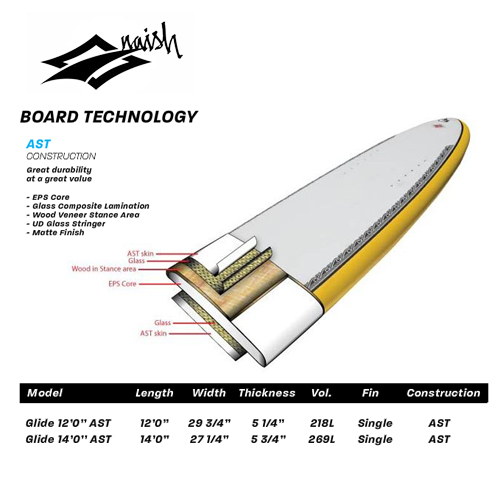 naish
BOARD TECHNOLOGY
AST
CONSTRUCTION
Great durability
at a great value
- EPS Core
- Glass Composite Lamination
- Wood Veneer Stance Area
- UD Glass Stringer
- Matte Finish
AST skin
Glass
Wood in Stance area
EPS Core
Glass
AST skin
Model Length Width Thickness Vol. Fin Construction
Glide 12'0" AST 12'0" 29 3/4" 5 1/4" 218L Single AST
Glide 14'0" AST 14'0" 27 1/4" 5 3/4" 269L Single AST